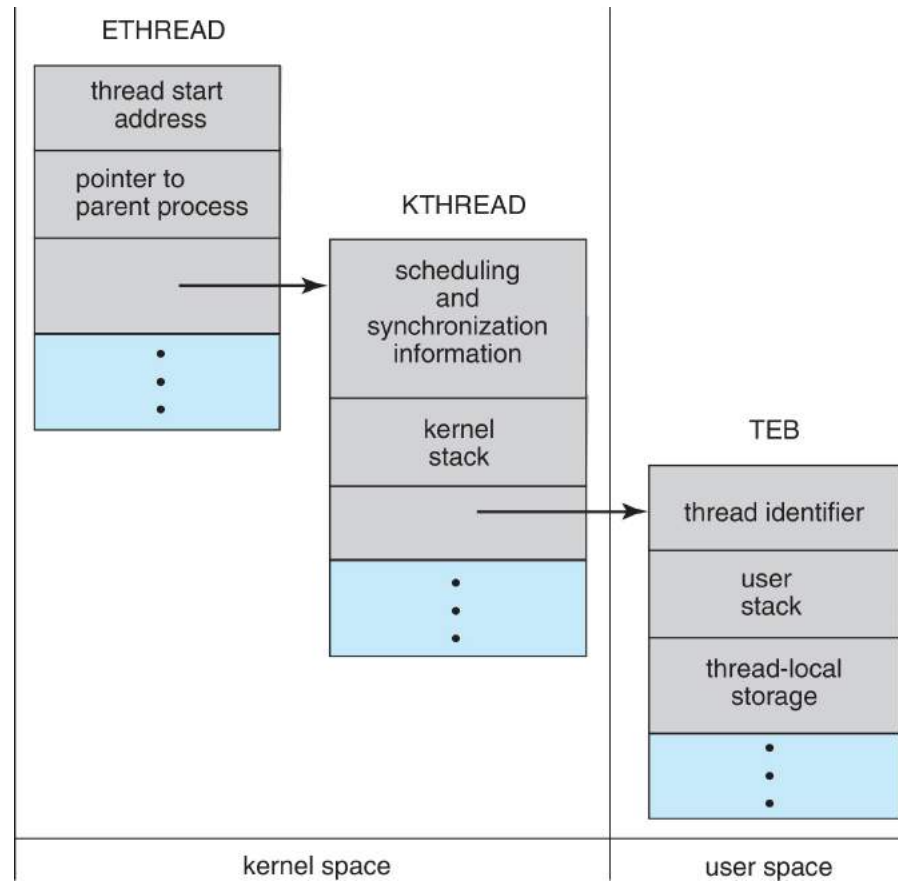 ETHREAD
thread start
address
pointer to
parent process
KTHREAD
scheduling
and
synchronization
information
kernel
stack
TEB
thread identifier
user
stack
thread-local
storage
kernel space
user space